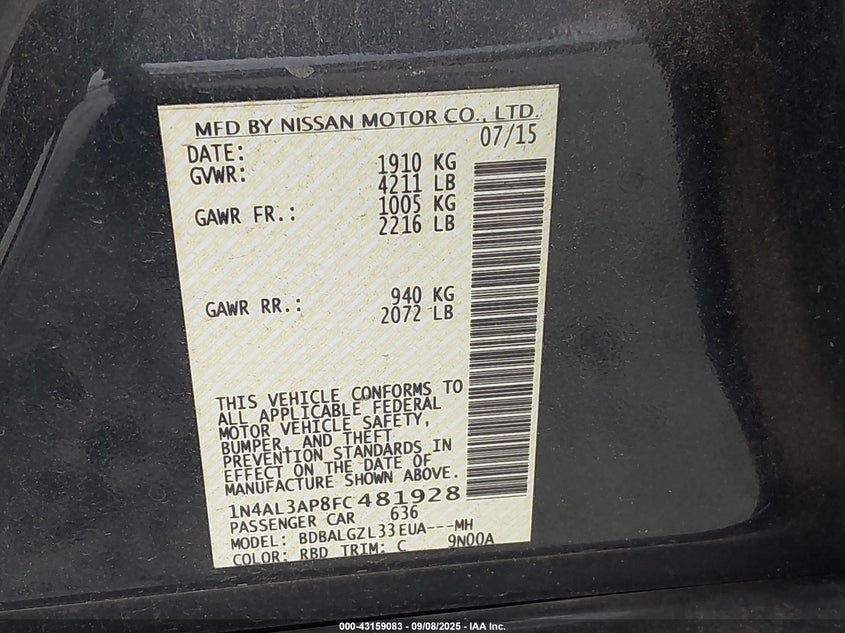 MFD BY NISSAN MOTOR CO., LTD.
DATE: 07/15
GVWR: 1910 KG
4211 LB
GAWR FR.: 1005 KG
2216 LB
GAWR RR.: 940 KG
2072 LB
THIS VEHICLE CONFORMS TO
ALL APPLICABLE FEDERAL
MOTOR VEHICLE SAFETY,
BUMPER, AND THEFT
PREVENTION STANDARDS IN
EFFECT ON THE DATE OF
MANUFACTURE SHOWN ABOVE.
1N4AL3AP8FC481928
PASSENGER CAR 636
MODEL: BDBALGZL33EUA---MH
COLOR: RBD TRIM: C 9N00A
000-43159083 - 09/08/2025 - IAA Inc.